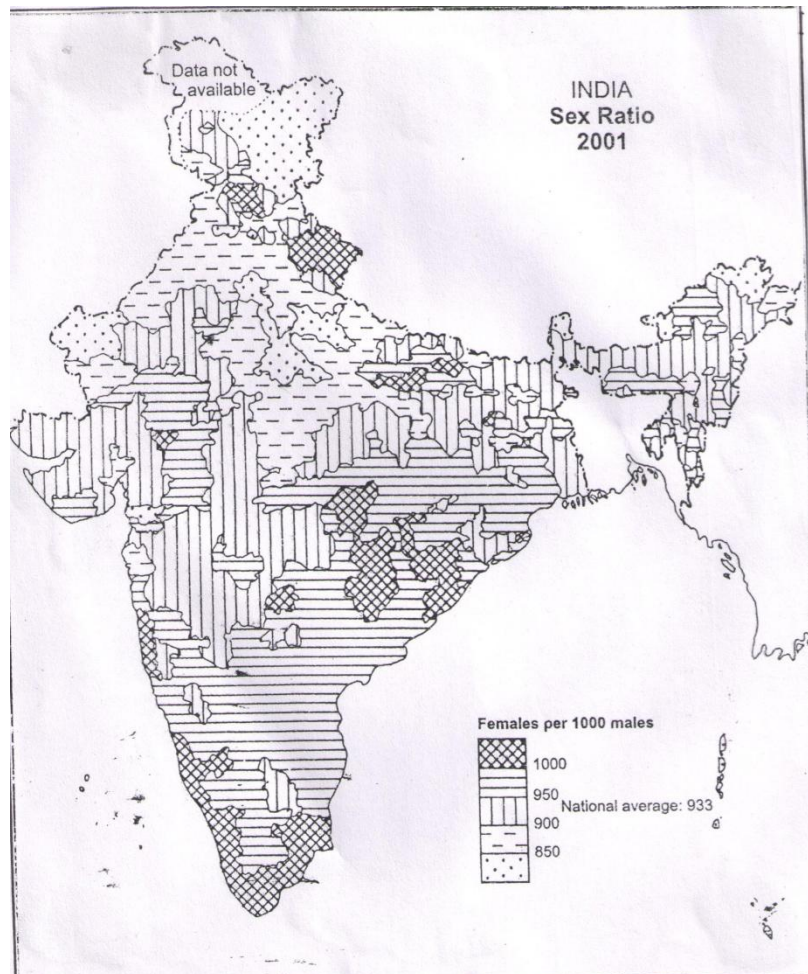 Data not
available
INDIA
Sex Ratio
2001
Females per 1000 males
1000
950
National average: 933
900
850